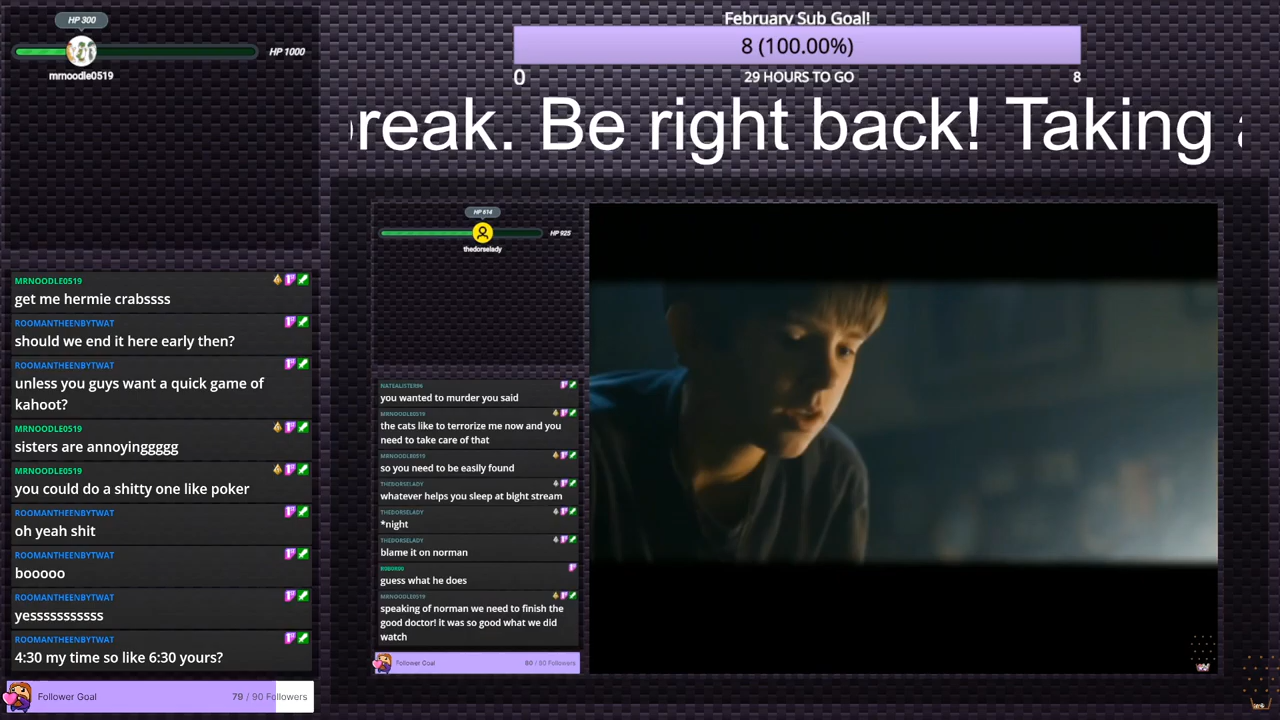 HP 300
HP 1000
mrnoodle0519
February Sub Goal!
8 (100.00%)
0
29 HOURS TO GO
8
reak. Be right back! Taking
MRNOODLE0519
get me hermie crabssss
ROOMANTHEENBYTWAT
should we end it here early then?
ROOMANTHEENBYTWAT
unless you guys want a quick game of
kahoot?
MRNOODLE0519
sisters are annoyinggggg
MRNOODLE0519
you could do a shitty one like poker
ROOMANTHEENBYTWAT
oh yeah shit
ROOMANTHEENBYTWAT
booooo
ROOMANTHEENBYTWAT
yesssssssssss
ROOMANTHEENBYTWAT
4:30 my time so like 6:30 yours?
Follower Goal
79 / 90 Followers
HP 614
HP 925
thedorselady
you wanted to murder you said
MRNOODLE0519
the cats like to terrorize me now and you
need to take care of that
MRNOODLE0519
so you need to be easily found
THEDORSELADY
whatever helps you sleep at bight stream
THEDORSELADY
*night
THEDORSELADY
blame it on norman
guess what he does
MRNOODLE0519
speaking of norman we need to finish the
good doctor! it was so good what we did
watch
Follower Goal
80 / 80 Followers